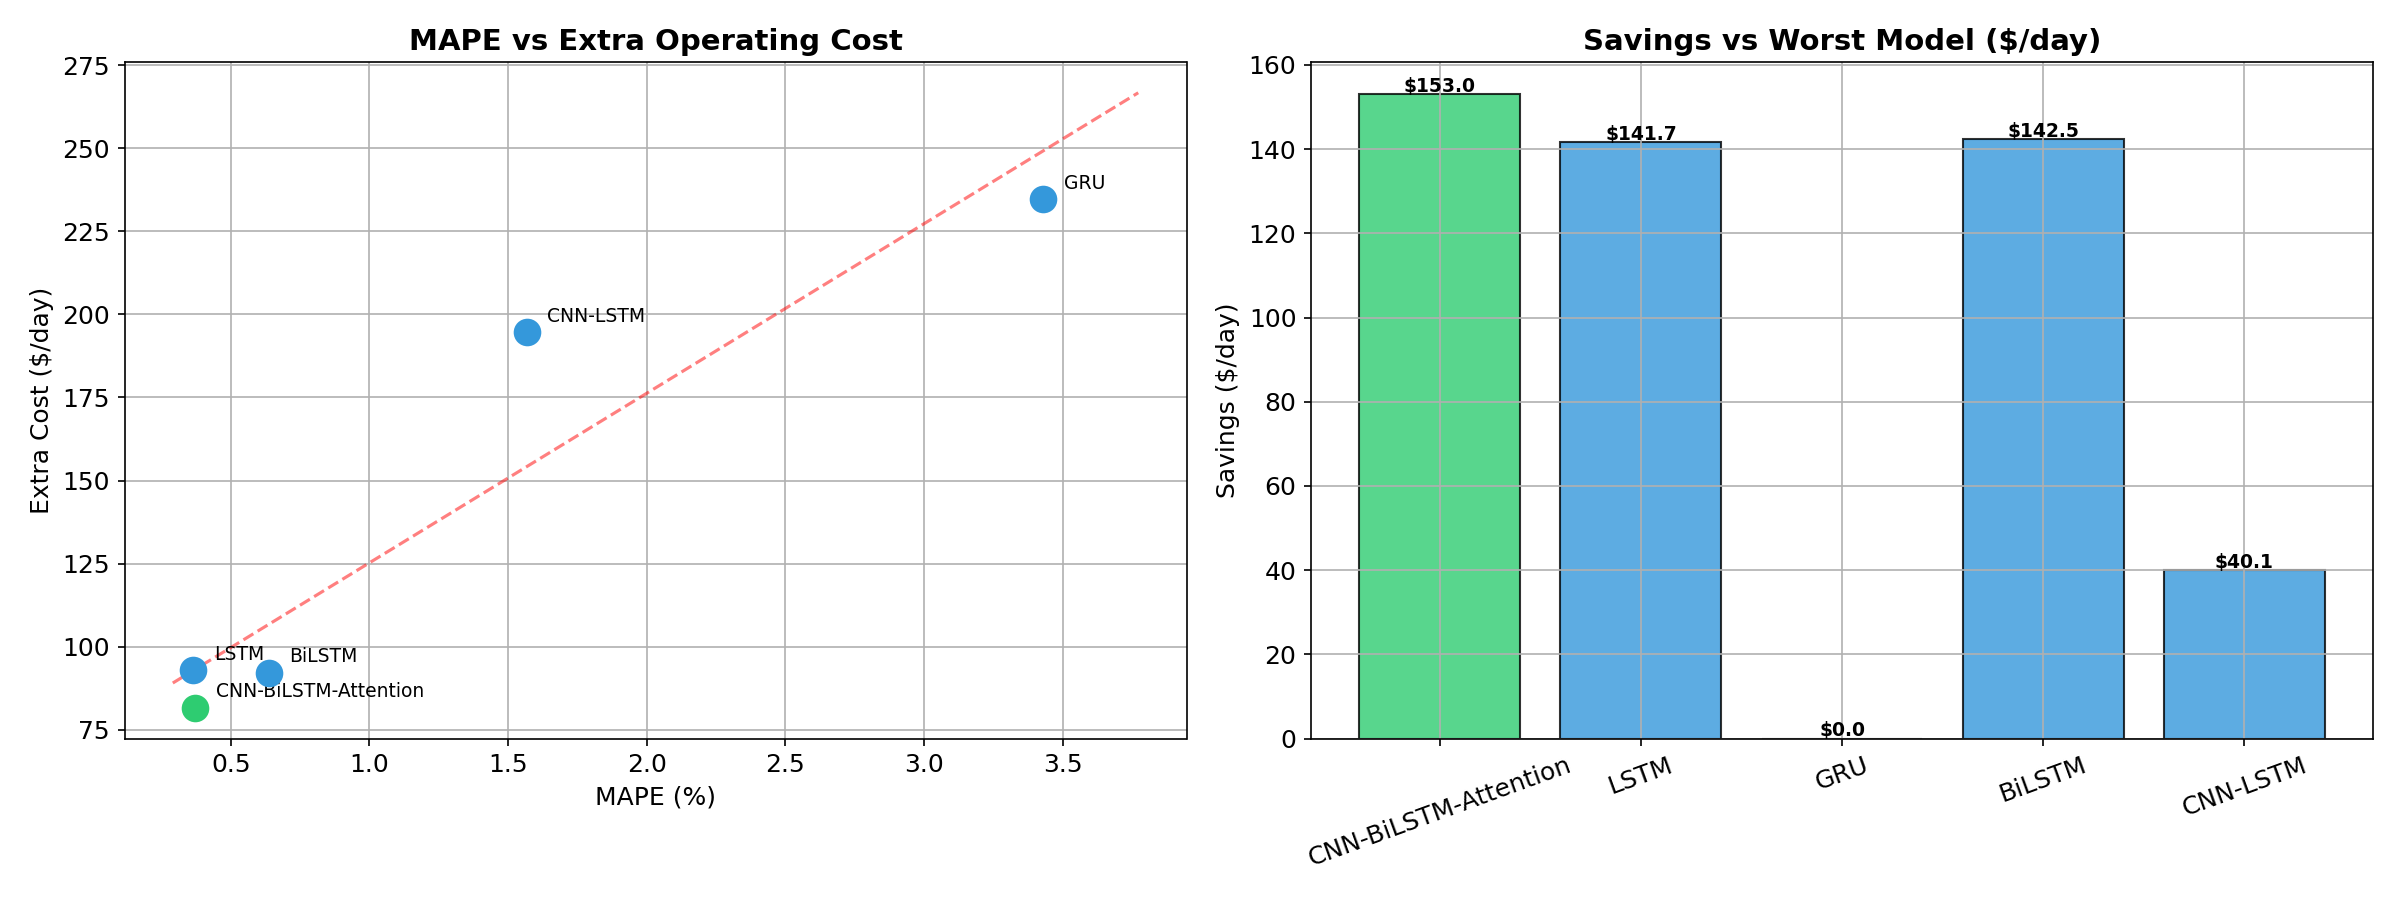 MAPE vs Extra Operating Cost
275
250
225
200
175
150
125
100
75
Extra Cost ($/day)
GRU
CNN-LSTM
LSTM
BiLSTM
CNN-BiLSTM-Attention
0.5 1.0 1.5 2.0 2.5 3.0 3.5
MAPE (%)
Savings vs Worst Model ($/day)
160
140
120
100
80
60
40
20
0
Savings ($/day)
$153.0
$141.7
$0.0
$142.5
$40.1
CNN-BiLSTM-Attention
LSTM
GRU
BiLSTM
CNN-LSTM